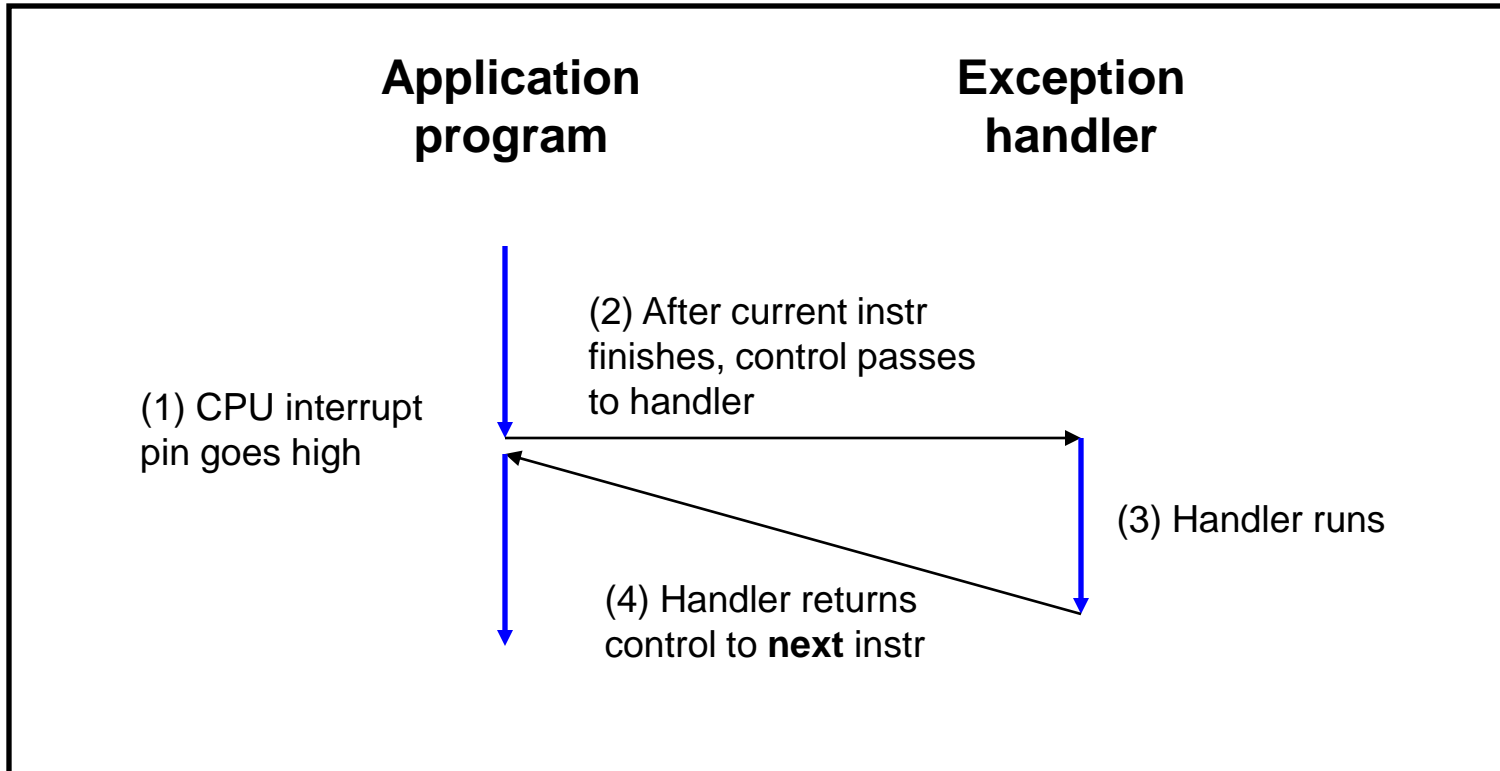 Application
program
Exception
handler
(2) After current instr
finishes, control passes
to handler
(1) CPU interrupt
pin goes high
(3) Handler runs
(4) Handler returns
control to next instr